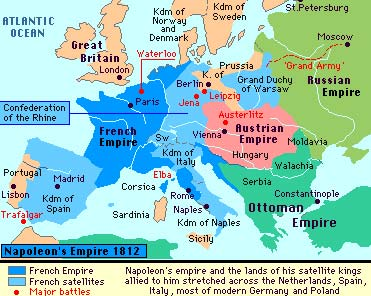 ATLANTIC
OCEAN
Kdm of
Norway
and
Denmark
Kdm of
Sweden
St.Petersburg
Moscow
Great
Britain
London
Waterloo
Prussia
'Grand Army'
Berlin
K. of
Leipzig
Jena
Grand Duchy
of Warsaw
Russian
Empire
Confederation
of the Rhine
Paris
French
Empire
Sw
Austerlitz
Vienna
Austrian
Empire
Hungary
Moldavia
Walachia
Kdm of
Italy
Serbia
Portugal
Lisbon
Madrid
Kdm of
Spain
Trafalgar
Corsica
Elba
Sardinia
Rome
Naples
Kdm of Naples
Sicily
Constantinople
Ottoman
Empire
Napoleon's Empire 1812
French Empire
French satellites
Major battles
Napoleon's empire and the lands of his satellite kings
allied to him stretched across the Netherlands, Spain,
Italy, most of modern Germany and Poland